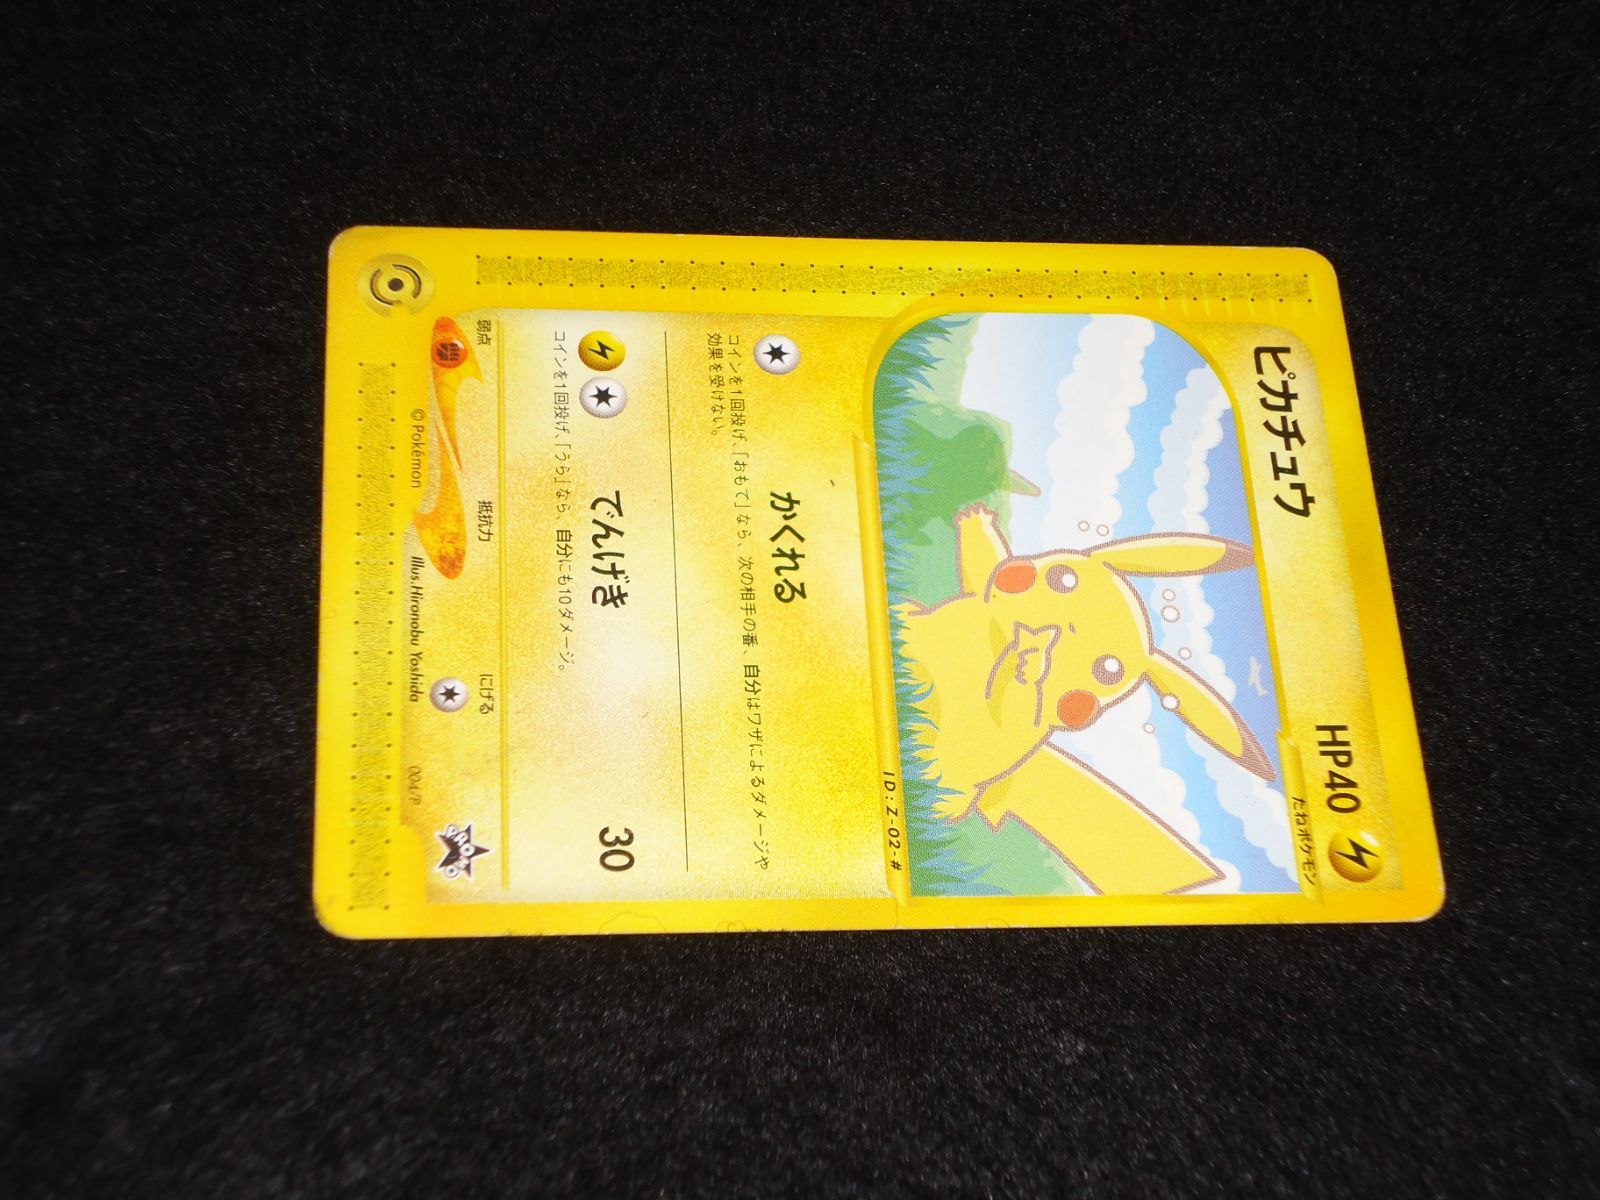 ピカチュウ
HP40
たねポケモン
ID:Z-02-#
かくれる
コインを1回投げ、「おもて」なら、次の相手の番、自分はワザによるダメージや
効果を受けない。
でんげき
30
コインを1回投げ、「うら」なら、自分にも10ダメージ。
弱点
抵抗力
にげる
©Pokémon
Illus.Hironobu Yoshida
004/P
PROMO